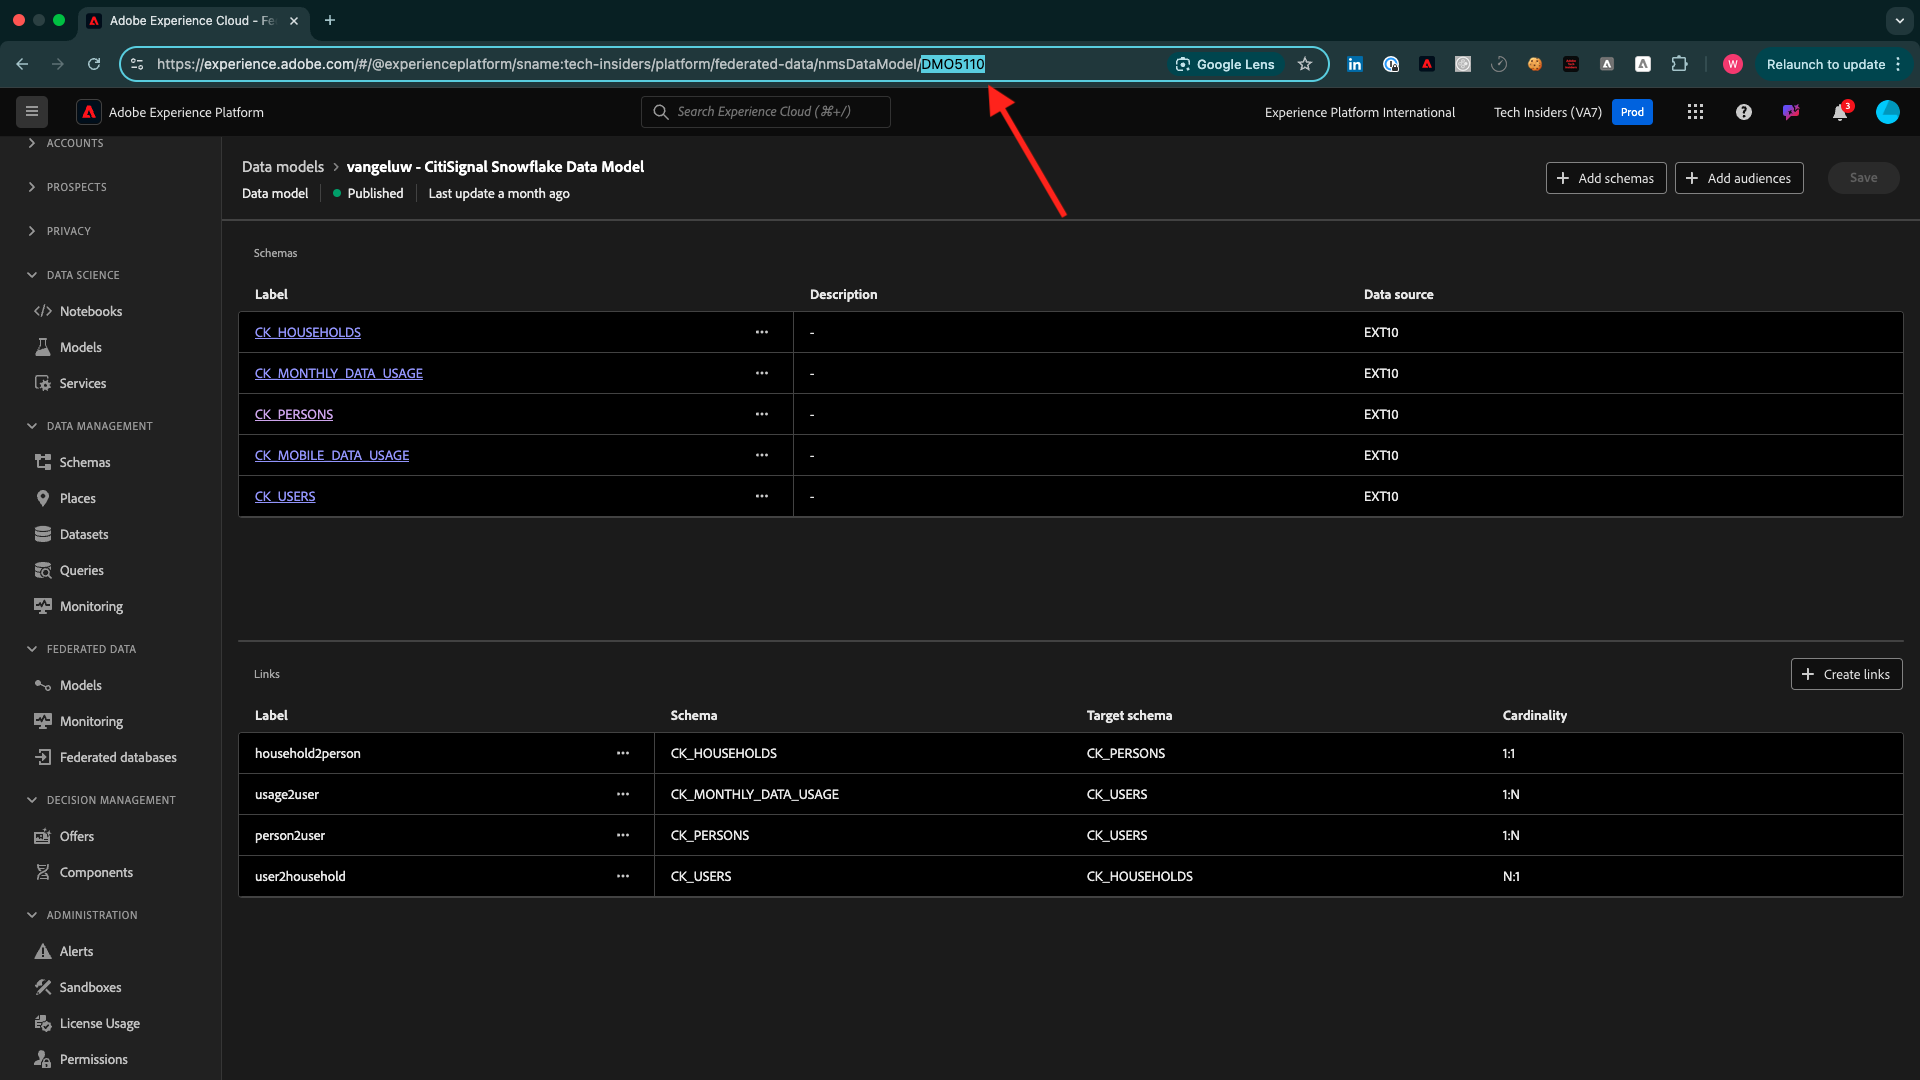 Adobe Experience Cloud - Fe
https://experience.adobe.com/#/@experienceplatform/sname:tech-insiders/platform/federated-data/nmsDataModel/DMO5110
Google Lens
W
Relaunch to update
Adobe Experience Platform
Search Experience Cloud (⌘+/)
Experience Platform International
Tech Insiders (VA7)
Prod
3
ACCOUNTS
PROSPECTS
PRIVACY
DATA SCIENCE
Notebooks
Models
Services
DATA MANAGEMENT
Schemas
Places
Datasets
Queries
Monitoring
FEDERATED DATA
Models
Monitoring
Federated databases
DECISION MANAGEMENT
Offers
Components
ADMINISTRATION
Alerts
Sandboxes
License Usage
Permissions
Data models > vangeluw - CitiSignal Snowflake Data Model
Data model Published Last update a month ago
Add schemas
Add audiences
Save
Schemas
Label Description Data source
CK_HOUSEHOLDS - EXT10
CK_MONTHLY_DATA_USAGE - EXT10
CK_PERSONS - EXT10
CK_MOBILE_DATA_USAGE - EXT10
CK_USERS - EXT10
Links
Create links
Label Schema Target schema Cardinality
household2person CK_HOUSEHOLDS CK_PERSONS 1:1
usage2user CK_MONTHLY_DATA_USAGE CK_USERS 1:N
person2user CK_PERSONS CK_USERS 1:N
user2household CK_USERS CK_HOUSEHOLDS N:1